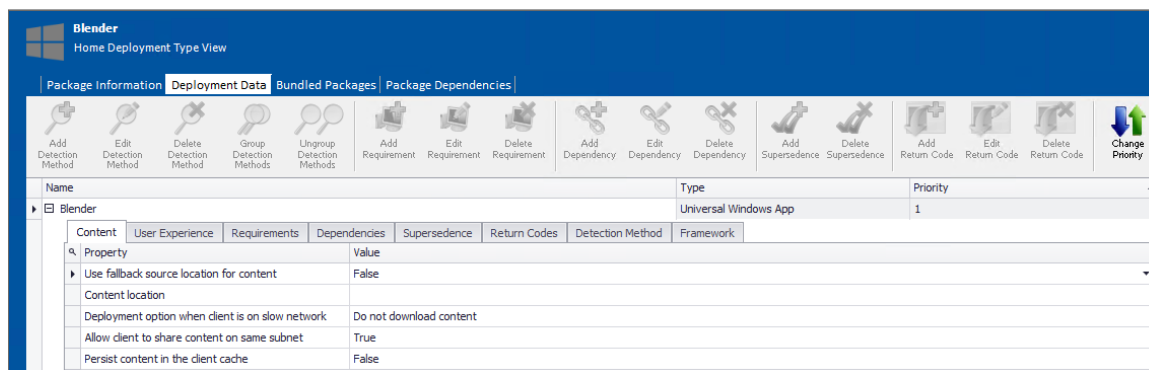 Blender
Home Deployment Type View
Package Information Deployment Data Bundled Packages Package Dependencies
Add Detection Method
Edit Detection Method
Delete Detection Method
Group Detection Methods
Ungroup Detection Methods
Add Requirement
Edit Requirement
Delete Requirement
Add Dependency
Edit Dependency
Delete Dependency
Add Supersedence
Delete Supersedence
Add Return Code
Edit Return Code
Delete Return Code
Change Priority
Name Type Priority
Blender Universal Windows App 1
Content User Experience Requirements Dependencies Supersedence Return Codes Detection Method Framework
Property Value
Use fallback source location for content False
Content location
Deployment option when client is on slow network Do not download content
Allow client to share content on same subnet True
Persist content in the client cache False